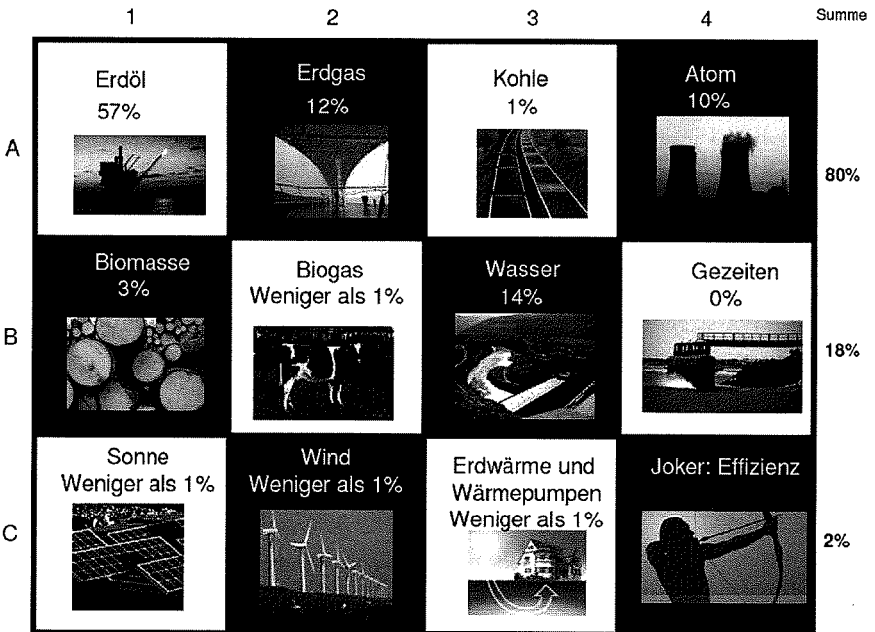 1 2 3 4 Summe
A
Erdöl
57%
Erdgas
12%
Kohle
1%
Atom
10%
80%
B
Biomasse
3%
Biogas
Weniger als 1%
Wasser
14%
Gezeiten
0%
18%
C
Sonne
Weniger als 1%
Wind
Weniger als 1%
Erdwärme und
Wärmepumpen
Weniger als 1%
Joker: Effizienz
2%